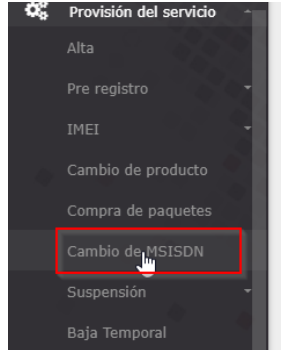 Provisión del servicio
Alta
Pre registro
IMEI
Cambio de producto
Compra de paquetes
Cambio de MSISDN
Suspensión
Baja Temporal